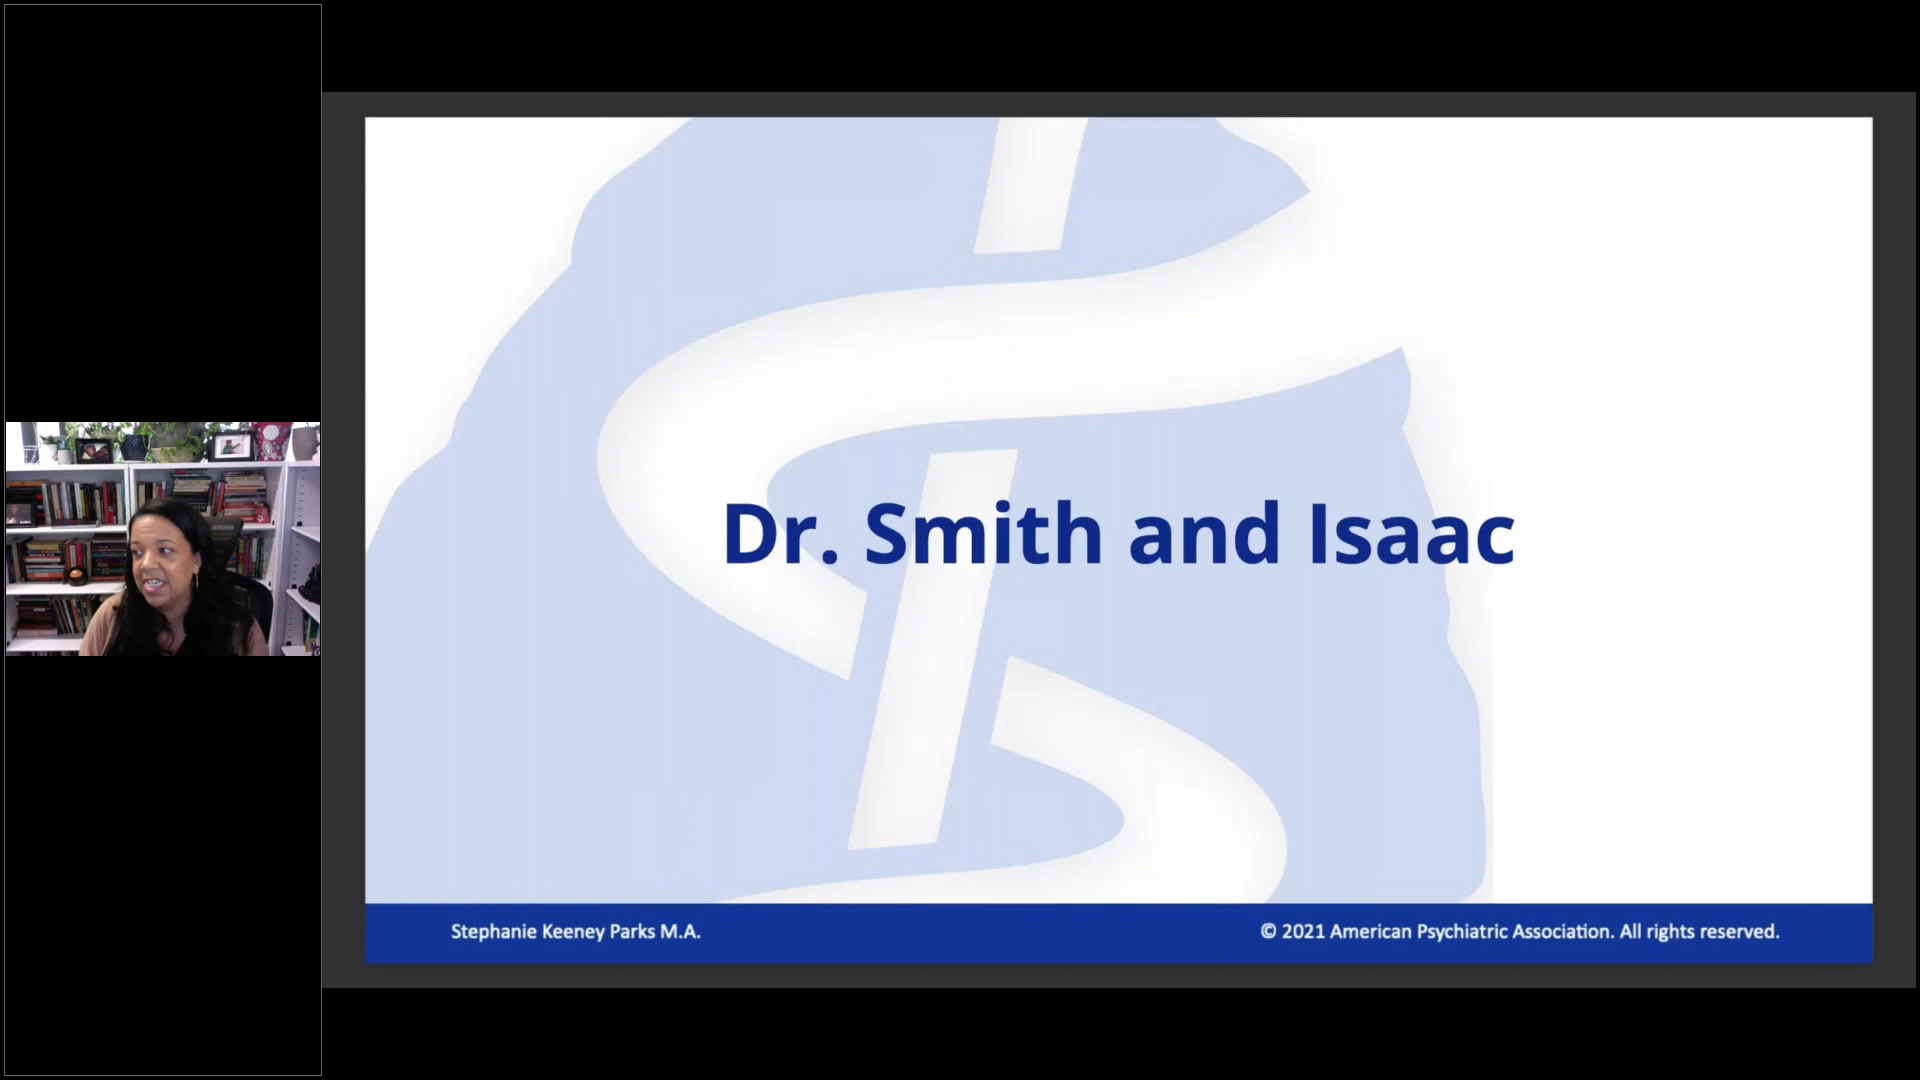 Dr. Smith and Isaac
Stephanie Keeney Parks M.A.
© 2021 American Psychiatric Association. All rights reserved.